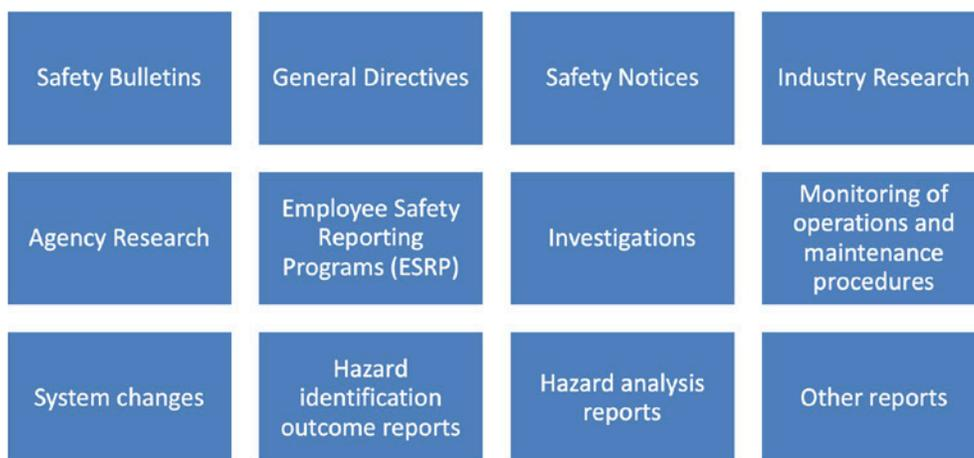 Safety Bulletins
General Directives
Safety Notices
Industry Research
Agency Research
Employee Safety
Reporting
Programs (ESRP)
Investigations
Monitoring of
operations and
maintenance
procedures
System changes
Hazard
identification
outcome reports
Hazard analysis
reports
Other reports